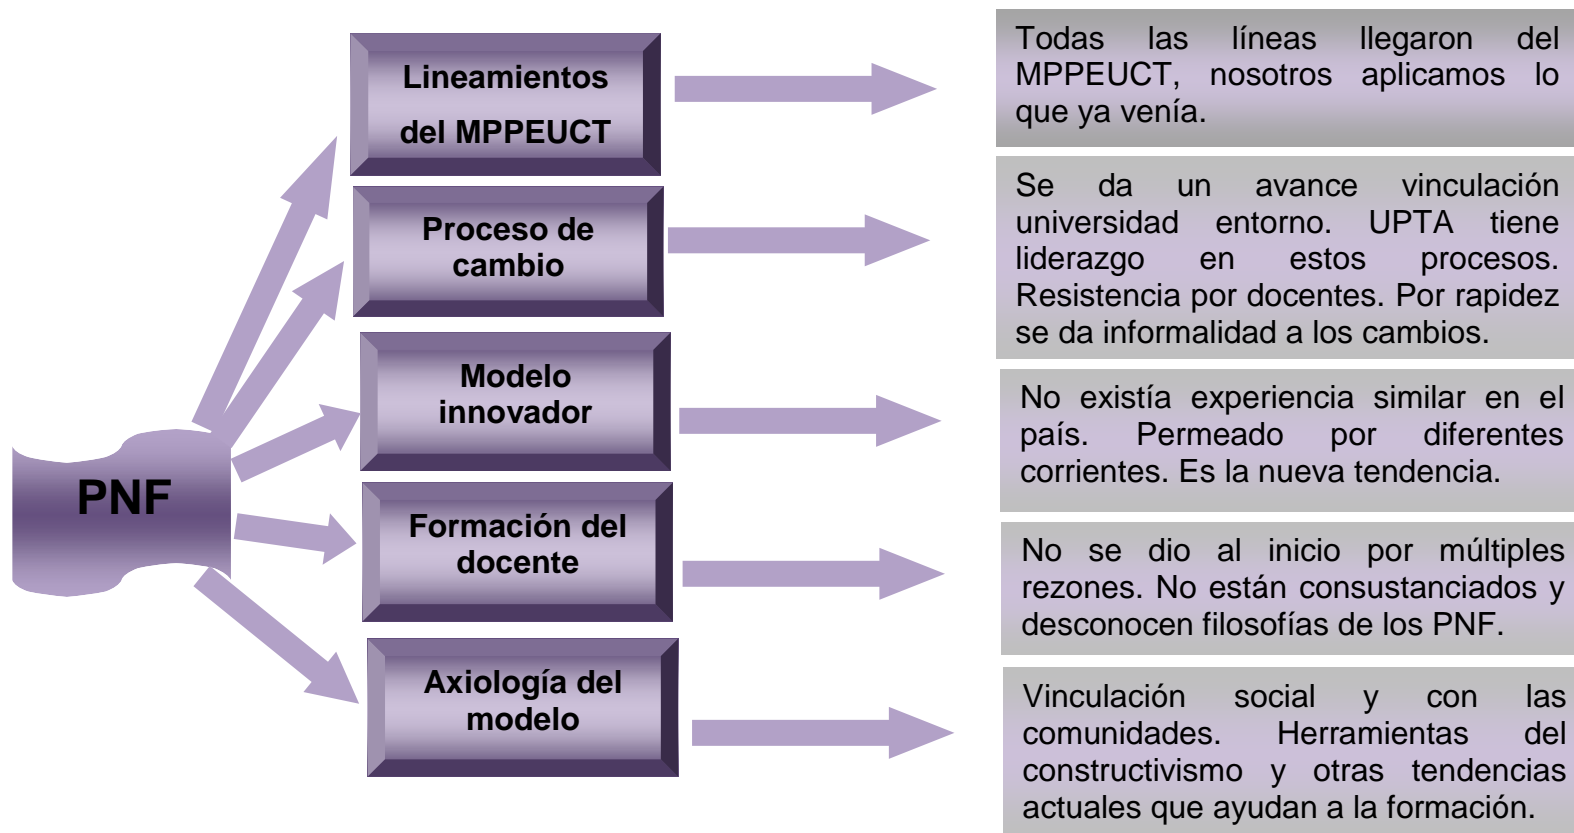 PNF
Lineamientos
del MPPEUCT
Todas las líneas llegaron del
MPPEUCT, nosotros aplicamos lo
que ya venía.
Proceso de
cambio
Se da un avance vinculación
universidad entorno. UPTA tiene
liderazgo en estos procesos.
Resistencia por docentes. Por rapidez
se da informalidad a los cambios.
Modelo
innovador
No existía experiencia similar en el
país. Permeado por diferentes
corrientes. Es la nueva tendencia.
Formación del
docente
No se dio al inicio por múltiples
rezones. No están consustanciados y
desconocen filosofías de los PNF.
Axiología del
modelo
Vinculación social y con las
comunidades. Herramientas del
constructivismo y otras tendencias
actuales que ayudan a la formación.